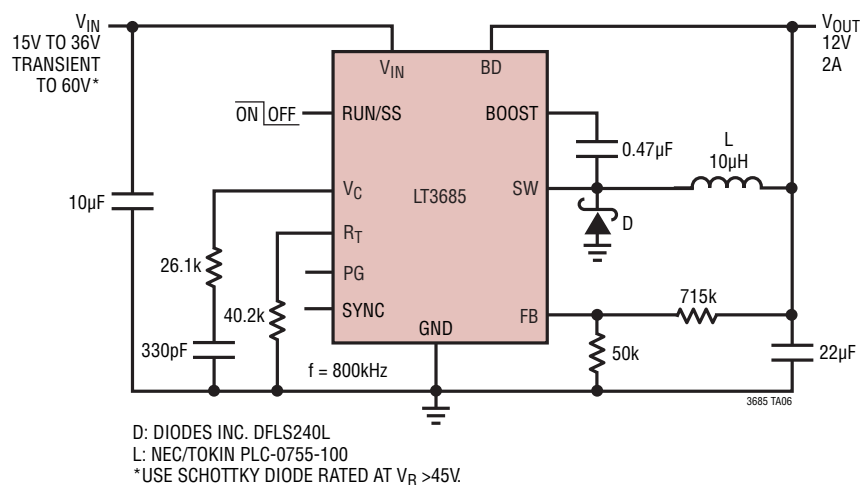 VIN
15V TO 36V
TRANSIENT
TO 60V*
VOUT
12V
2A
VIN
BD
ON OFF
RUN/SS
BOOST
0.47µF
L
10µH
VC
LT3685
SW
10µF
D
RT
26.1k
PG
40.2k
SYNC
FB
715k
GND
330pF
f = 800kHz
50k
22µF
3685 TA06
D: DIODES INC. DFLS240L
L: NEC/TOKIN PLC-0755-100
*USE SCHOTTKY DIODE RATED AT VR >45V.